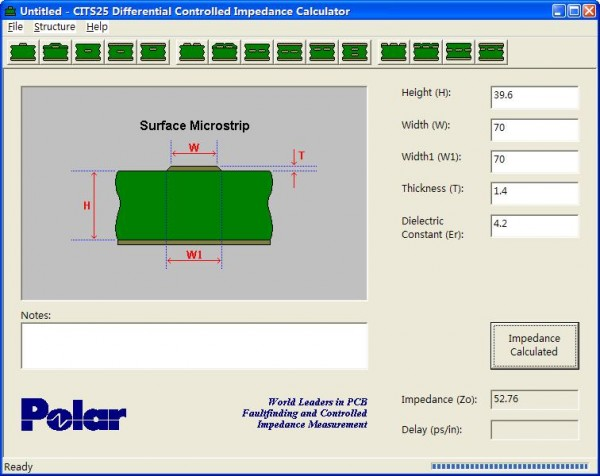 Untitled - CITS25 Differential Controlled Impedance Calculator
File Structure Help
Surface Microstrip
W
T
H
W1
Height (H): 39.6
Width (W): 70
Width1 (W1): 70
Thickness (T): 1.4
Dielectric
Constant (Er): 4.2
Notes:
Impedance
Calculated
Polar
World Leaders in PCB
Faultfinding and Controlled
Impedance Measurement
Impedance (Zo): 52.76
Delay (ps/in):
Ready